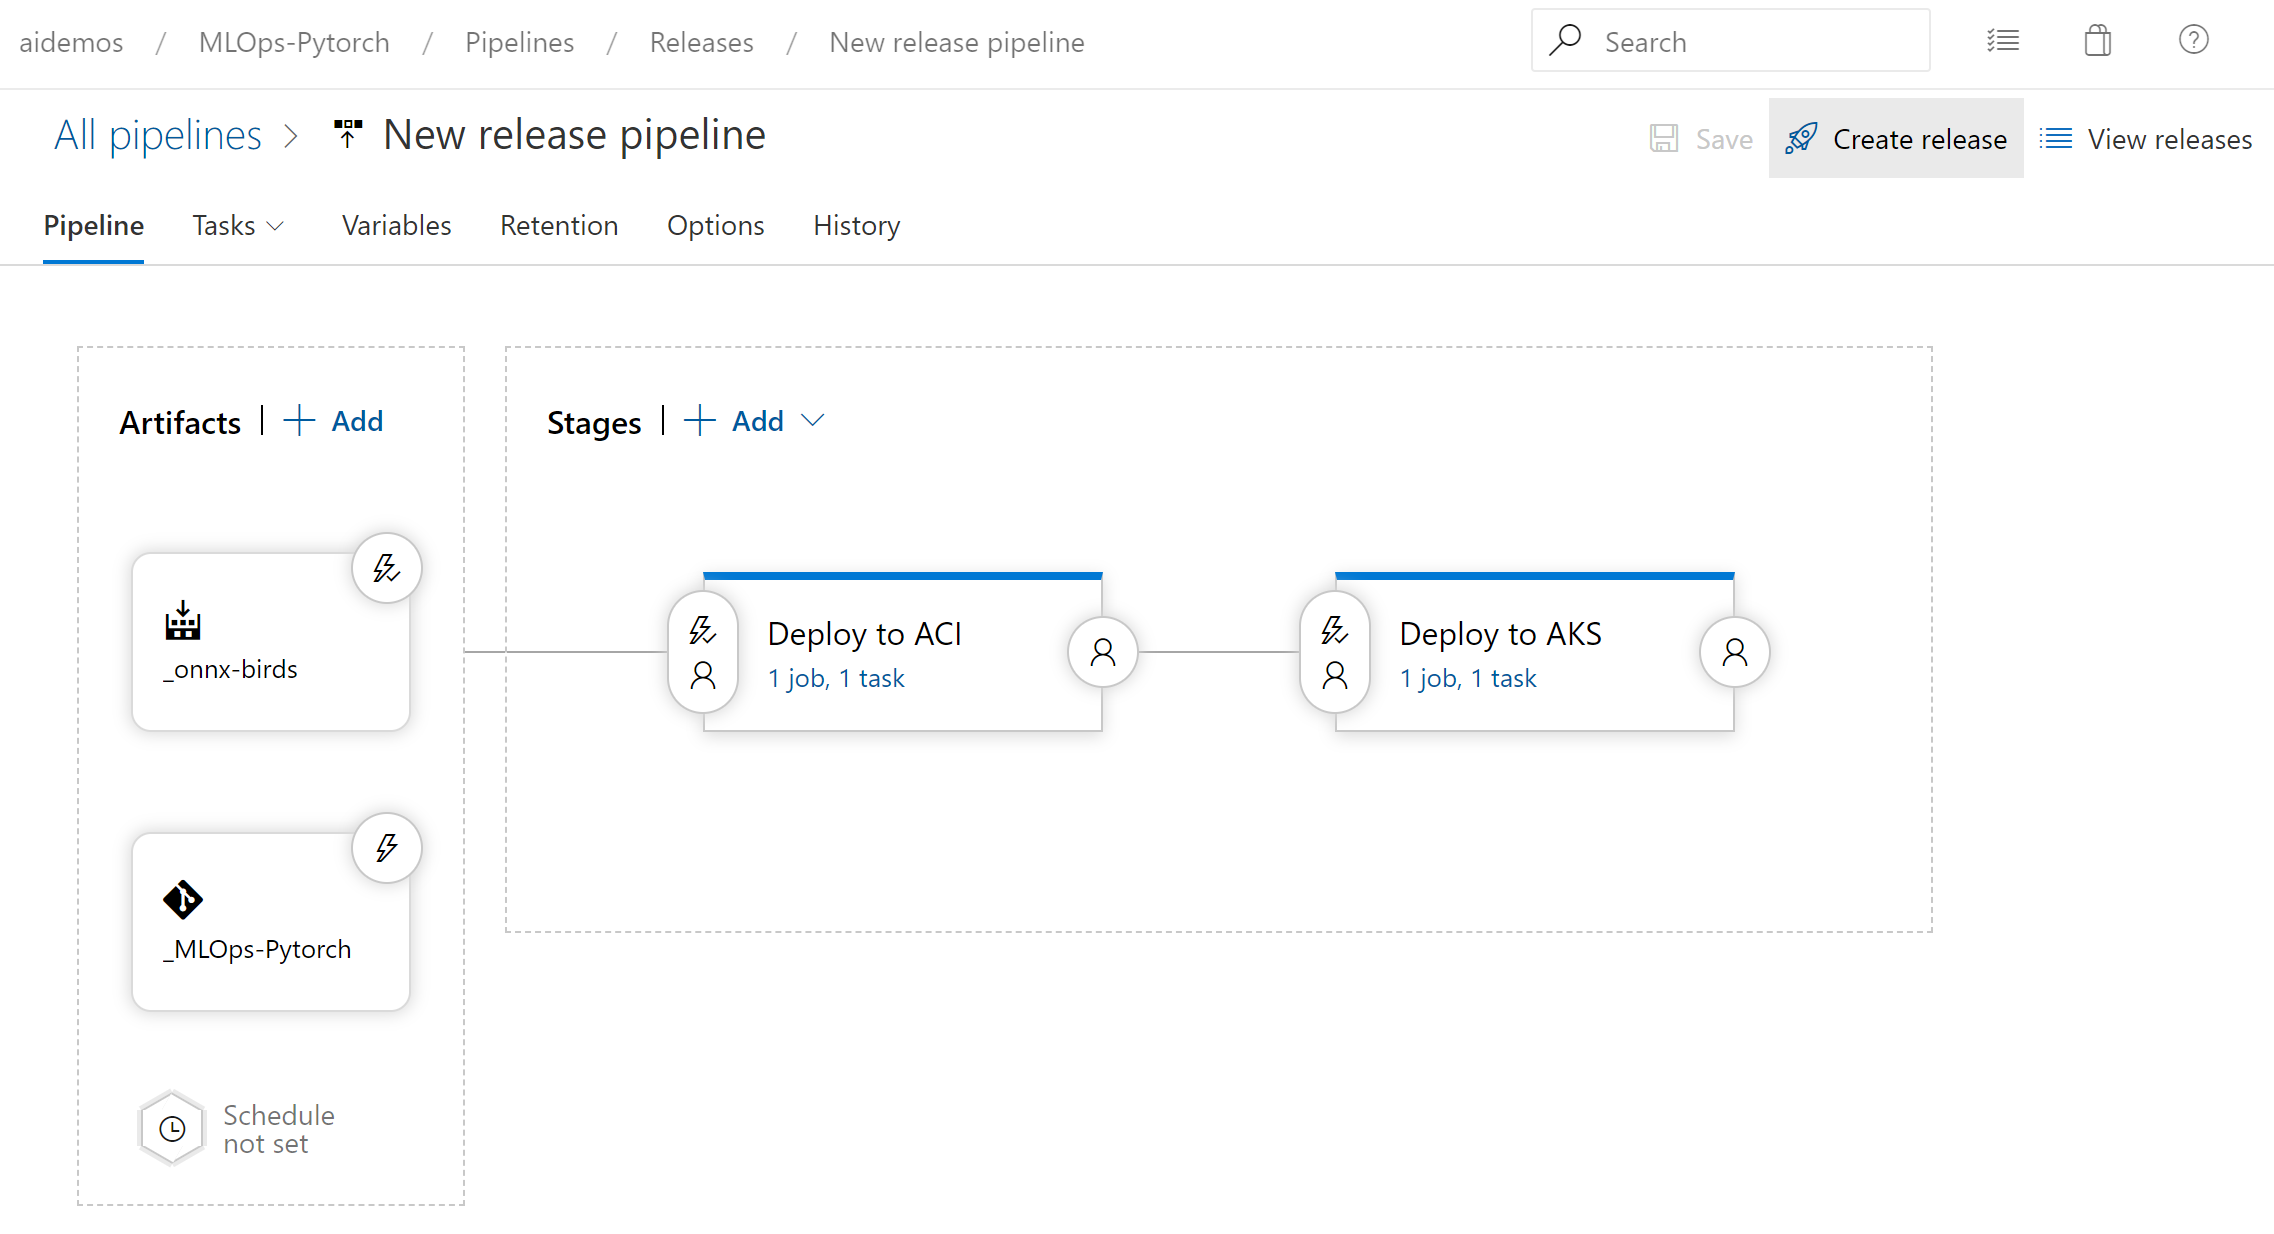 aidemos / MLOps-Pytorch / Pipelines / Releases / New release pipeline
Search
All pipelines > New release pipeline
Save
Create release
View releases
Pipeline
Tasks
Variables
Retention
Options
History
Artifacts | + Add
Stages | + Add
_onnx-birds
Deploy to ACI
1 job, 1 task
Deploy to AKS
1 job, 1 task
_MLOps-Pytorch
Schedule
not set